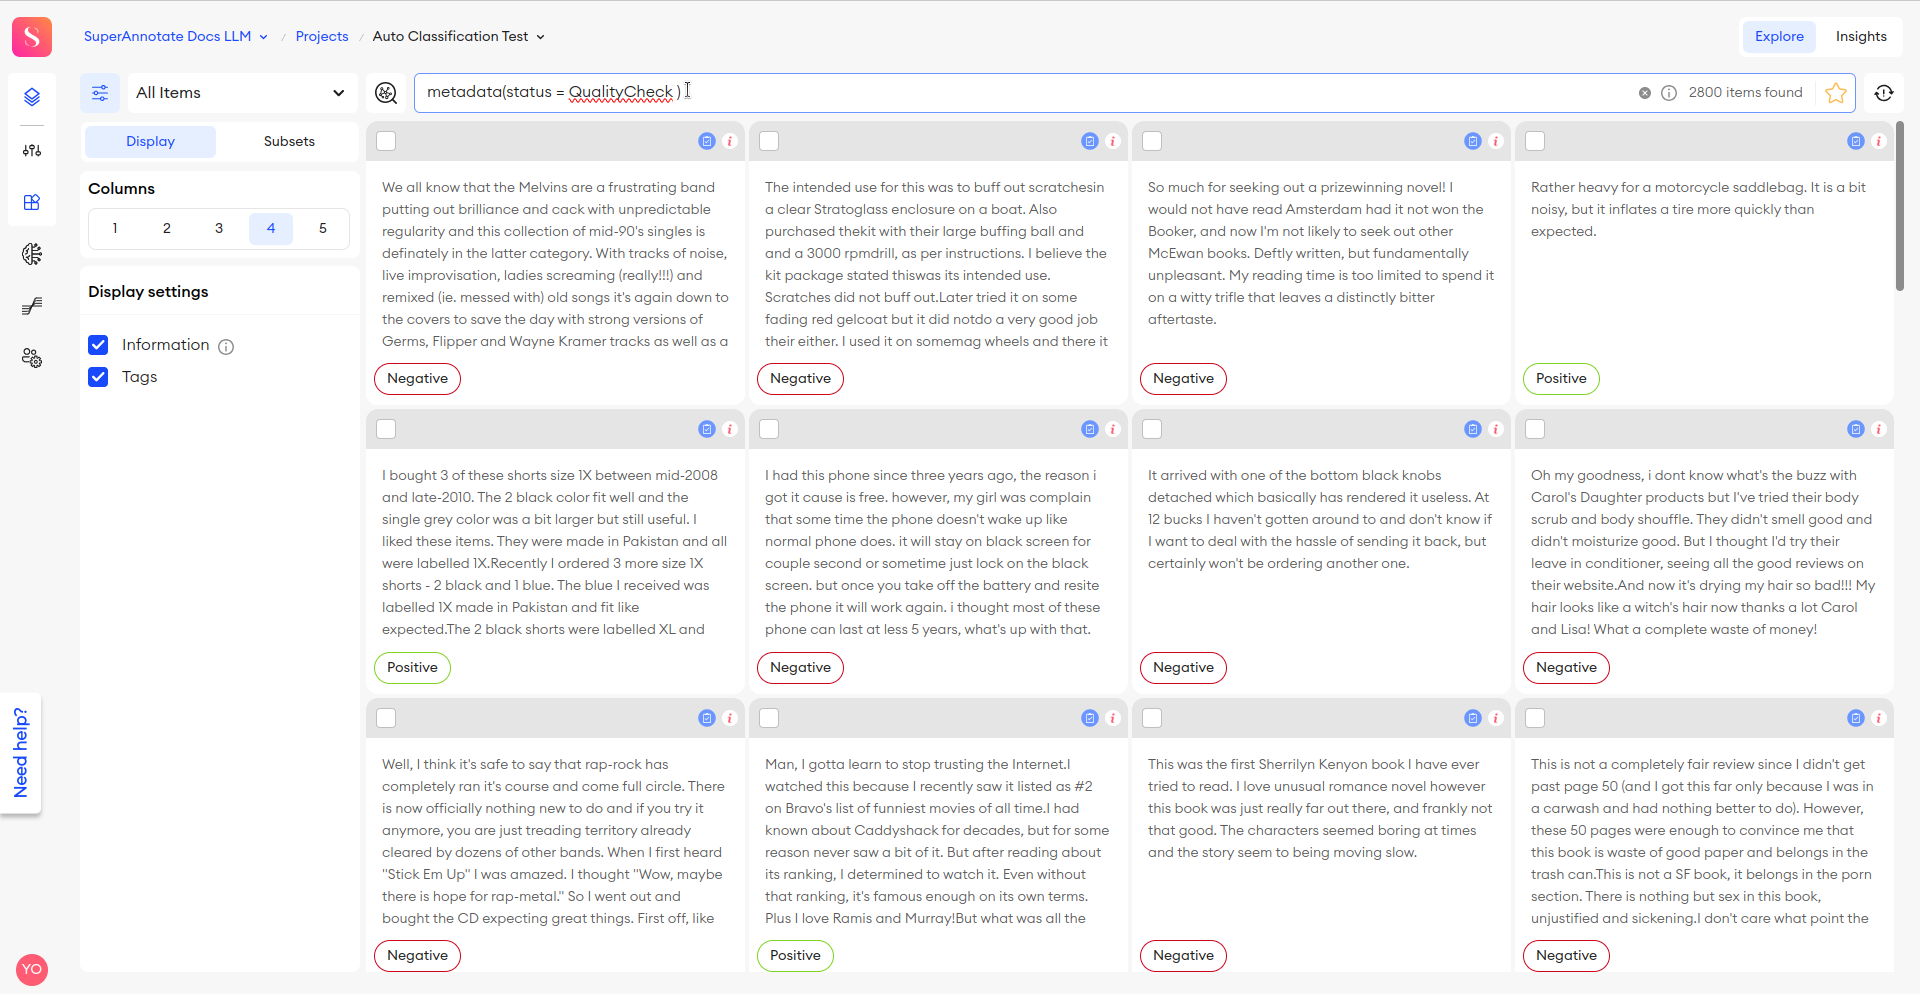 SuperAnnotate Docs LLM / Projects / Auto Classification Test
Explore Insights
All Items
metadata(status = QualityCheck )
2800 items found
Display Subsets
Columns
1 2 3 4 5
Display settings
Information
Tags
We all know that the Melvins are a frustrating band
putting out brilliance and cack with unpredictable
regularity and this collection of mid-90's singles is
definately in the latter category. With tracks of noise,
live improvisation, ladies screaming (really!!!) and
remixed (ie. messed with) old songs it's again down to
the covers to save the day with strong versions of
Germs, Flipper and Wayne Kramer tracks as well as a
Negative
The intended use for this was to buff out scratchesin
a clear Stratoglass enclosure on a boat. Also
purchased thekit with their large buffing ball and
and a 3000 rpmdrill, as per instructions. I believe the
kit package stated thiswas its intended use.
Scratches did not buff out.Later tried it on some
fading red gelcoat but it did notdo a very good job
their either. I used it on somemag wheels and there it
Negative
So much for seeking out a prizewinning novel! I
would not have read Amsterdam had it not won the
Booker, and now I'm not likely to seek out other
McEwan books. Deftly written, but fundamentally
unpleasant. My reading time is too limited to spend it
on a witty trifle that leaves a distinctly bitter
aftertaste.
Negative
Rather heavy for a motorcycle saddlebag. It is a bit
noisy, but it inflates a tire more quickly than
expected.
Positive
I bought 3 of these shorts size 1X between mid-2008
and late-2010. The 2 black color fit well and the
single grey color was a bit larger but still useful. I
liked these items. They were made in Pakistan and all
were labelled 1X.Recently I ordered 3 more size 1X
shorts - 2 black and 1 blue. The blue I received was
labelled 1X made in Pakistan and fit like
expected.The 2 black shorts were labelled XL and
Positive
I had this phone since three years ago, the reason i
got it cause is free. however, my girl was complain
that some time the phone doesn't wake up like
normal phone does. it will stay on black screen for
couple second or sometime just lock on the black
screen. but once you take off the battery and resite
the phone it will work again. i thought most of these
phone can last at less 5 years, what's up with that.
Negative
It arrived with one of the bottom black knobs
detached which basically has rendered it useless. At
12 bucks I haven't gotten around to and don't know if
I want to deal with the hassle of sending it back, but
certainly won't be ordering another one.
Negative
Oh my goodness, i dont know what's the buzz with
Carol's Daughter products but I've tried their body
scrub and body shouffle. They didn't smell good and
didn't moisturize good. But I thought I'd try their
leave in conditioner, seeing all the good reviews on
their website.And now it's drying my hair so bad!!! My
hair looks like a witch's hair now thanks a lot Carol
and Lisa! What a complete waste of money!
Negative
Well, I think it's safe to say that rap-rock has
completely ran it's course and come full circle. There
is now officially nothing new to do and if you try it
anymore, you are just treading territory already
cleared by dozens of other bands. When I first heard
"Stick Em Up" I was amazed. I thought "Wow, maybe
there is hope for rap-metal." So I went out and
bought the CD expecting great things. First off, like
Negative
Man, I gotta learn to stop trusting the Internet.I
watched this because I recently saw it listed as #2
on Bravo's list of funniest movies of all time.I had
known about Caddyshack for decades, but for some
reason never saw a bit of it. But after reading about
its ranking, I determined to watch it. Even without
that ranking, it's famous enough on its own terms.
Plus I love Ramis and Murray!But what was all the
Positive
This was the first Sherrilyn Kenyon book I have ever
tried to read. I love unusual romance novel however
this book was just really far out there, and frankly not
that good. The characters seemed boring at times
and the story seem to being moving slow.
Negative
This is not a completely fair review since I didn't get
past page 50 (and I got this far only because I was in
a carwash and had nothing better to do). However,
these 50 pages were enough to convince me that
this book is waste of good paper and belongs in the
trash can.This is not a SF book, it belongs in the porn
section. There is nothing but sex in this book,
unjustified and sickening.I don't care what point the
Negative
Need help?
YO